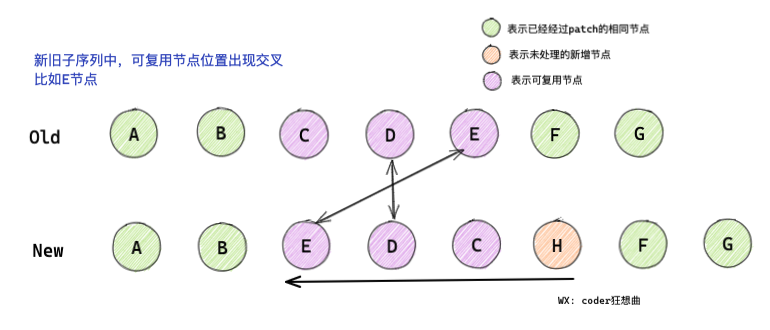 表示已经经过patch的相同节点
表示未处理的新增节点
表示可复用节点
新旧子序列中，可复用节点位置出现交叉
比如E节点
Old A B C D E F G
New A B E D C H F G
WX: coder狂想曲